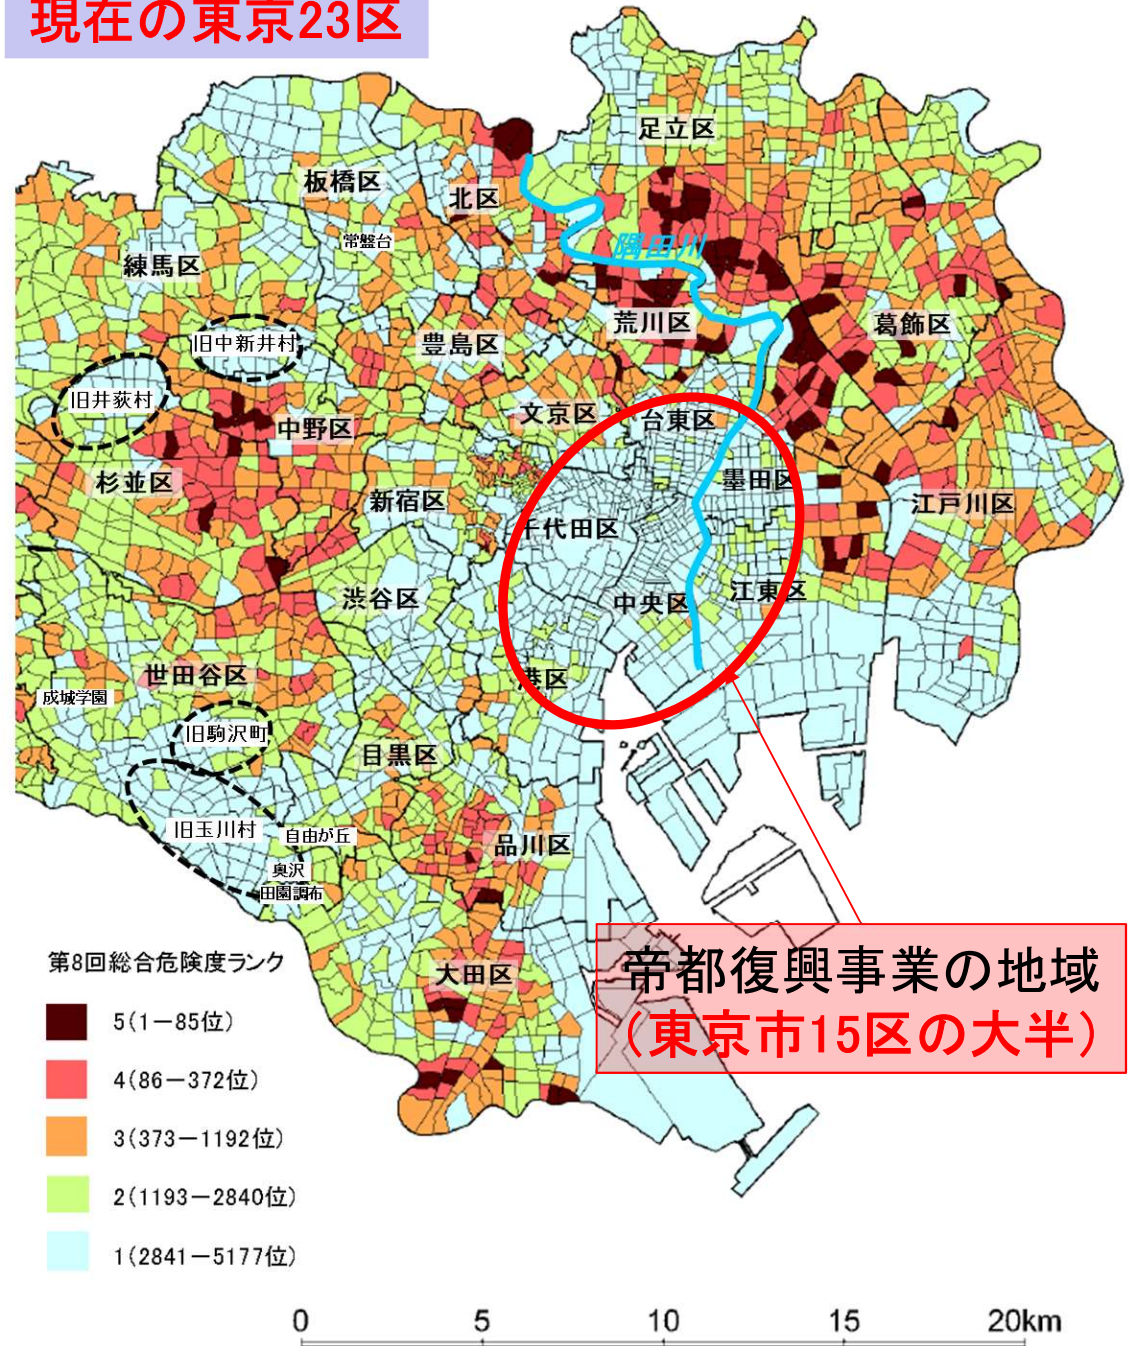 現在の東京23区
足立区
板橋区
北区
常盤台
練馬区
隅田川
荒川区
葛飾区
旧中新井村
豊島区
旧井荻村
文京区
台東区
中野区
杉並区
墨田区
新宿区
江戸川区
千代田区
渋谷区
中央区
江東区
世田谷区
港区
成城学園
旧駒沢町
目黒区
旧玉川村
自由が丘
品川区
奥沢
田園調布
帝都復興事業の地域
(東京市15区の大半)
大田区
第8回総合危険度ランク
5(1-85位)
4(86-372位)
3(373-1192位)
2(1193-2840位)
1(2841-5177位)
0 5 10 15 20km